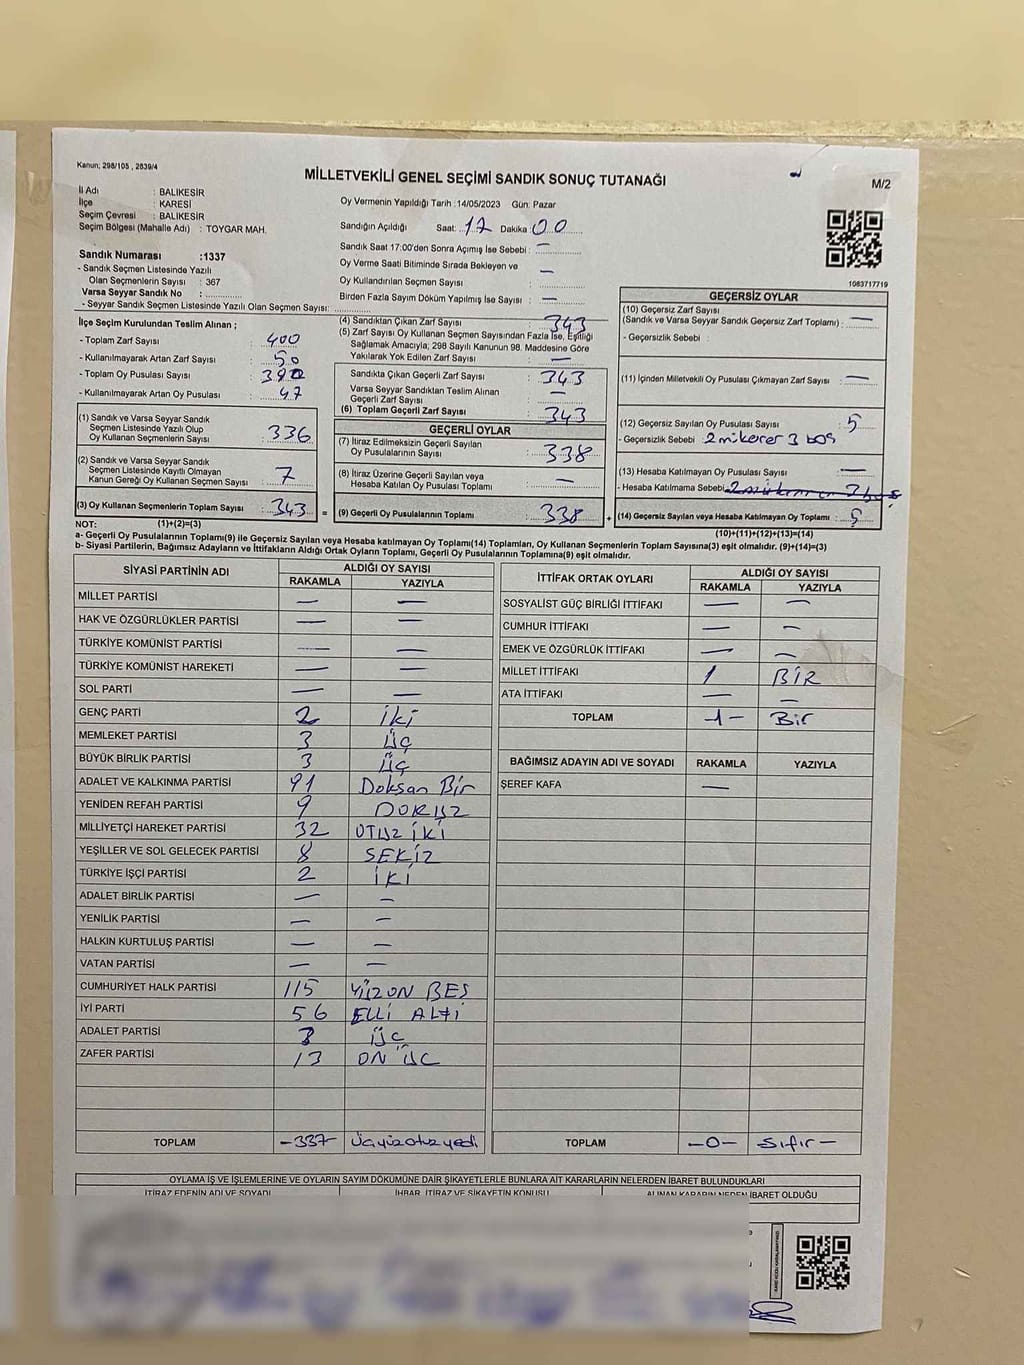 Kanun; 298/105 , 2839/4
MİLLETVEKİLİ GENEL SEÇİMİ SANDIK SONUÇ TUTANAĞI
M/2
İl Adı : BALIKESİR
İlçe : KARESİ
Seçim Çevresi : BALIKESİR
Seçim Bölgesi (Mahalle Adı) : TOYGAR MAH.
Oy Vermenin Yapıldığı Tarih :14/05/2023 Gün: Pazar
Sandığın Açıldığı Saat: 17 Dakika: 00
Sandık Saat 17:00'den Sonra Açımış İse Sebebi : —
Oy Verme Saati Bitiminde Sırada Bekleyen ve
Oy Kullandırılan Seçmen Sayısı : —
Birden Fazla Sayım Döküm Yapılmış İse Sayısı : —
Sandık Numarası :1337
- Sandık Seçmen Listesinde Yazılı
Olan Seçmenlerin Sayısı : 367
Varsa Seyyar Sandık No :
- Seyyar Sandık Seçmen Listesinde Yazılı Olan Seçmen Sayısı:
1083717719
İlçe Seçim Kurulundan Teslim Alınan ;
- Toplam Zarf Sayısı : 400
- Kullanılmayarak Artan Zarf Sayısı : 50
- Toplam Oy Pusulası Sayısı :
- Kullanılmayarak Artan Oy Pusulası : 47
(1) Sandık ve Varsa Seyyar Sandık
Seçmen Listesinde Yazılı Olup
Oy Kullanan Seçmenlerin Sayısı : 336
(2) Sandık ve Varsa Seyyar Sandık
Seçmen Listesinde Kayıtlı Olmayan
Kanun Gereği Oy Kullanan Seçmen Sayısı : 7
(3) Oy Kullanan Seçmenlerin Toplam Sayısı : 343 =
(4) Sandıktan Çıkan Zarf Sayısı : 343
(5) Zarf Sayısı Oy Kullanan Seçmen Sayısından Fazla İse, Eşitliği
Sağlamak Amacıyla; 298 Sayılı Kanunun 98. Maddesine Göre
Yakılarak Yok Edilen Zarf Sayısı : —
Sandıkta Çıkan Geçerli Zarf Sayısı : 343
Varsa Seyyar Sandıktan Teslim Alınan
Geçerli Zarf Sayısı : —
(6) Toplam Geçerli Zarf Sayısı : 343
GEÇERLİ OYLAR
(7) İtiraz Edilmeksizin Geçerli Sayılan
Oy Pusulalarının Sayısı : 338
(8) İtiraz Üzerine Geçerli Sayılan veya
Hesaba Katılan Oy Pusulası Toplamı : —
(9) Geçerli Oy Pusulalarının Toplamı : 338 +
GEÇERSİZ OYLAR
(10) Geçersiz Zarf Sayısı
(Sandık ve Varsa Seyyar Sandık Geçersiz Zarf Toplamı) : —
- Geçersizlik Sebebi :
(11) İçinden Milletvekili Oy Pusulası Çıkmayan Zarf Sayısı : —
(12) Geçersiz Sayılan Oy Pusulası Sayısı : 5
- Geçersizlik Sebebi 2 mükerer 3 boş
(13) Hesaba Katılmayan Oy Pusulası Sayısı : —
- Hesaba Katılmama Sebebi
(14) Geçersiz Sayılan veya Hesaba Katılmayan Oy Toplamı : 5
NOT: (1)+(2)=(3)
(10)+(11)+(12)+(13)=(14)
a- Geçerli Oy Pusulalarının Toplamı(9) ile Geçersiz Sayılan veya Hesaba katılmayan Oy Toplamı(14) Toplamları, Oy Kullanan Seçmenlerin Toplam Sayısına(3) eşit olmalıdır. (9)+(14)=(3)
b- Siyasi Partilerin, Bağımsız Adayların ve İttifakların Aldığı Ortak Oyların Toplamı, Geçerli Oy Pusulalarının Toplamına(9) eşit olmalıdır.
SİYASİ PARTİNİN ADI ALDIĞI OY SAYISI
RAKAMLA YAZIYLA
MİLLET PARTİSİ — —
HAK VE ÖZGÜRLÜKLER PARTİSİ — —
TÜRKİYE KOMÜNİST PARTİSİ — —
TÜRKİYE KOMÜNİST HAREKETİ — —
SOL PARTİ — —
GENÇ PARTİ 2 iki
MEMLEKET PARTİSİ 3 üç
BÜYÜK BİRLİK PARTİSİ 3 üç
ADALET VE KALKINMA PARTİSİ 91 Doksan Bir
YENİDEN REFAH PARTİSİ 9 DOKUZ
MİLLİYETÇİ HAREKET PARTİSİ 32 OTUZ İKİ
YEŞİLLER VE SOL GELECEK PARTİSİ 8 SEKİZ
TÜRKİYE İŞÇİ PARTİSİ 2 İKİ
ADALET BİRLİK PARTİSİ — —
YENİLİK PARTİSİ — —
HALKIN KURTULUŞ PARTİSİ — —
VATAN PARTİSİ — —
CUMHURİYET HALK PARTİSİ 115 YÜZON BEŞ
İYİ PARTİ 56 ELLİ ALTI
ADALET PARTİSİ 3 ÜÇ
ZAFER PARTİSİ 13 ON ÜÇ
TOPLAM -337- üçyüzotuzyedi
İTTİFAK ORTAK OYLARI ALDIĞI OY SAYISI
RAKAMLA YAZIYLA
SOSYALİST GÜÇ BİRLİĞİ İTTİFAKI — —
CUMHUR İTTİFAKI — —
EMEK VE ÖZGÜRLÜK İTTİFAKI — —
MİLLET İTTİFAKI 1 BİR
ATA İTTİFAKI — —
TOPLAM -1- Bir
BAĞIMSIZ ADAYIN ADI VE SOYADI RAKAMLA YAZIYLA
ŞEREF KAFA —
TOPLAM -0- Sıfır -
OYLAMA İŞ VE İŞLEMLERİNE VE OYLARIN SAYIM DÖKÜMÜNE DAİR ŞİKAYETLERLE BUNLARA AİT KARARLARIN NELERDEN İBARET BULUNDUKLARI
İTİRAZ EDENİN ADI VE SOYADI İHBAR, İTİRAZ VE ŞİKAYETİN KONUSU ALINAN KARARIN NEDEN İBARET OLDUĞU